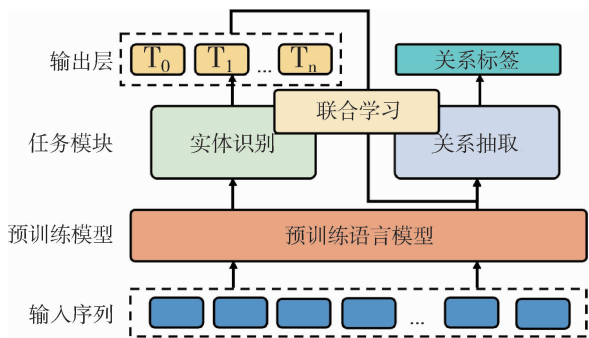 输出层 T0 T1 ... Tn 关系标签
联合学习
任务模块 实体识别 关系抽取
预训练模型 预训练语言模型
输入序列 ...